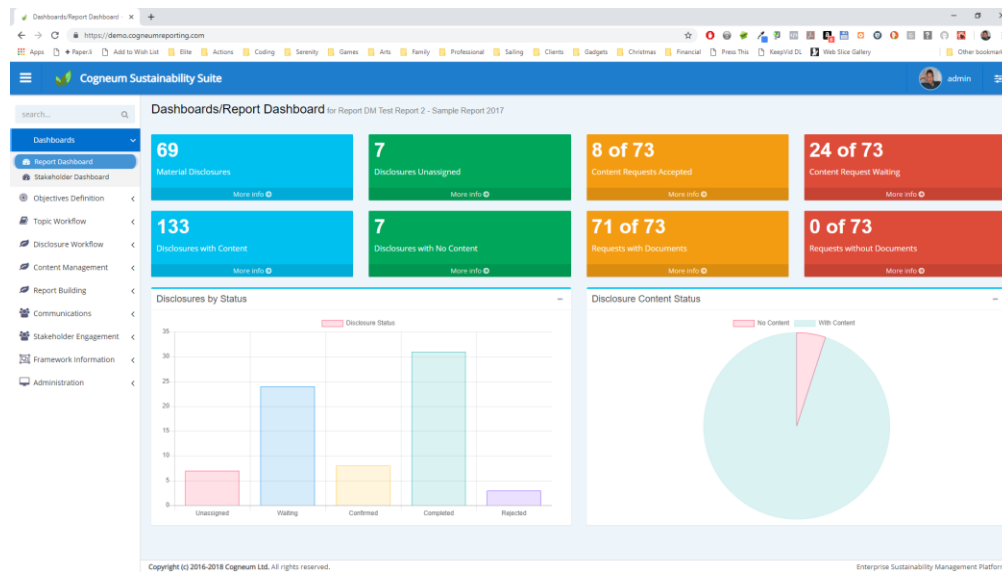 Dashboards/Report Dashboard -
https://demo.cogneumreporting.com
Apps + Paper.li Add to Wish List Elite Actions Coding Serenity Games Arts Family Professional Sailing Clients Gadgets Christmas Financial Press This KeepVid DL Web Slice Gallery Other bookmark
Cogneum Sustainability Suite admin
search...
Dashboards
Report Dashboard
Stakeholder Dashboard
Objectives Definition
Topic Workflow
Disclosure Workflow
Content Management
Report Building
Communications
Stakeholder Engagement
Framework Information
Administration
Dashboards/Report Dashboard for Report DM Test Report 2 - Sample Report 2017
69
Material Disclosures
More info
7
Disclosures Unassigned
More info
8 of 73
Content Requests Accepted
More info
24 of 73
Content Request Waiting
More info
133
Disclosures with Content
More info
7
Disclosures with No Content
More info
71 of 73
Requests with Documents
More info
0 of 73
Requests without Documents
More info
Disclosures by Status
Disclosure Status
35
30
25
20
15
10
5
0
Unassigned Waiting Confirmed Completed Rejected
Disclosure Content Status
No Content With Content
Copyright (c) 2016-2018 Cogneum Ltd. All rights reserved. Enterprise Sustainability Management Platform